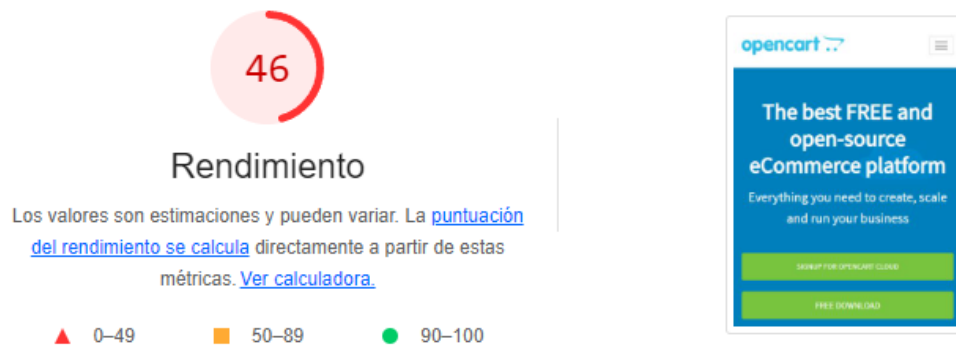 46
Rendimiento
Los valores son estimaciones y pueden variar. La puntuación
del rendimiento se calcula directamente a partir de estas
métricas. Ver calculadora.
0–49
50–89
90–100
opencart
The best FREE and
open-source
eCommerce platform
Everything you need to create, scale
and run your business
SIGNUP FOR OPENCART CLOUD
FREE DOWNLOAD